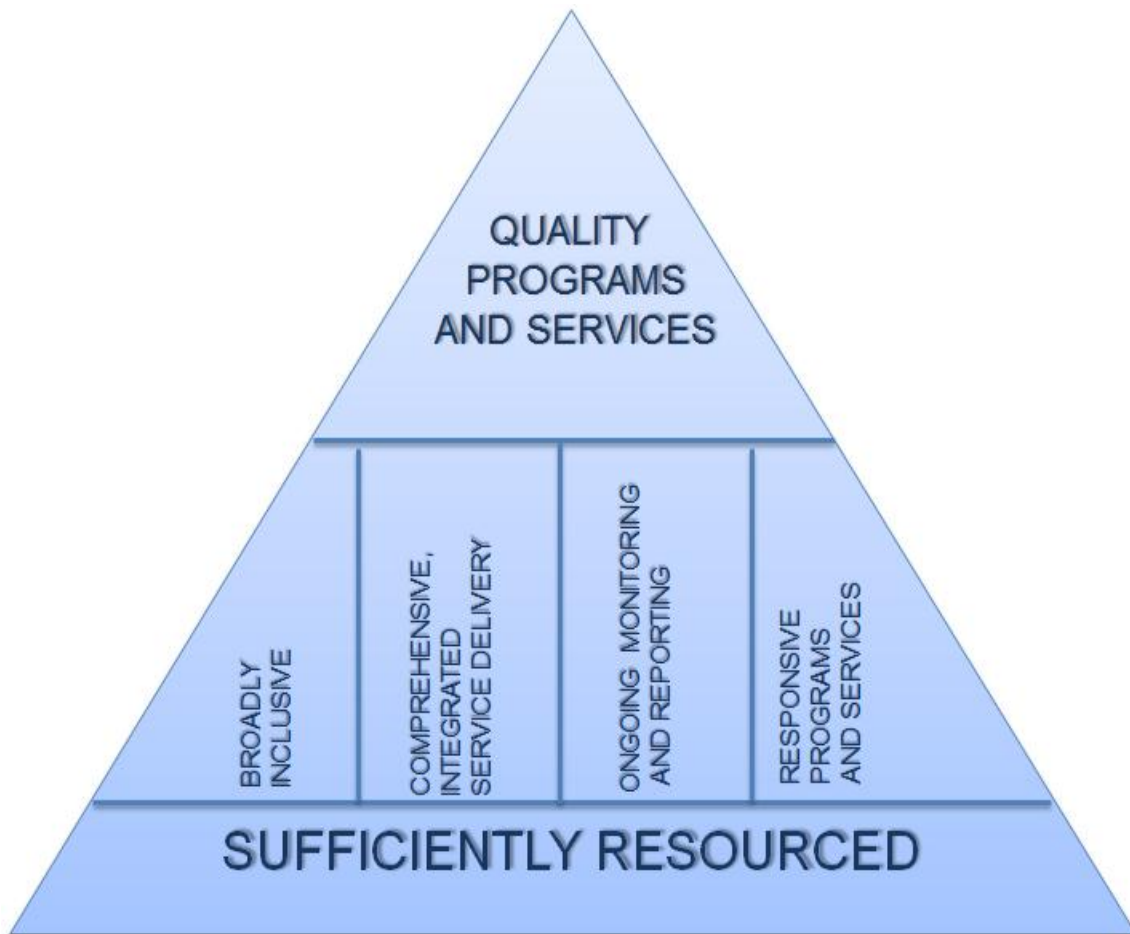 QUALITY
PROGRAMS
AND SERVICES
BROADLY
INCLUSIVE
COMPREHENSIVE,
INTEGRATED
SERVICE DELIVERY
ONGOING MONITORING
AND REPORTING
RESPONSIVE
PROGRAMS
AND SERVICES
SUFFICIENTLY RESOURCED